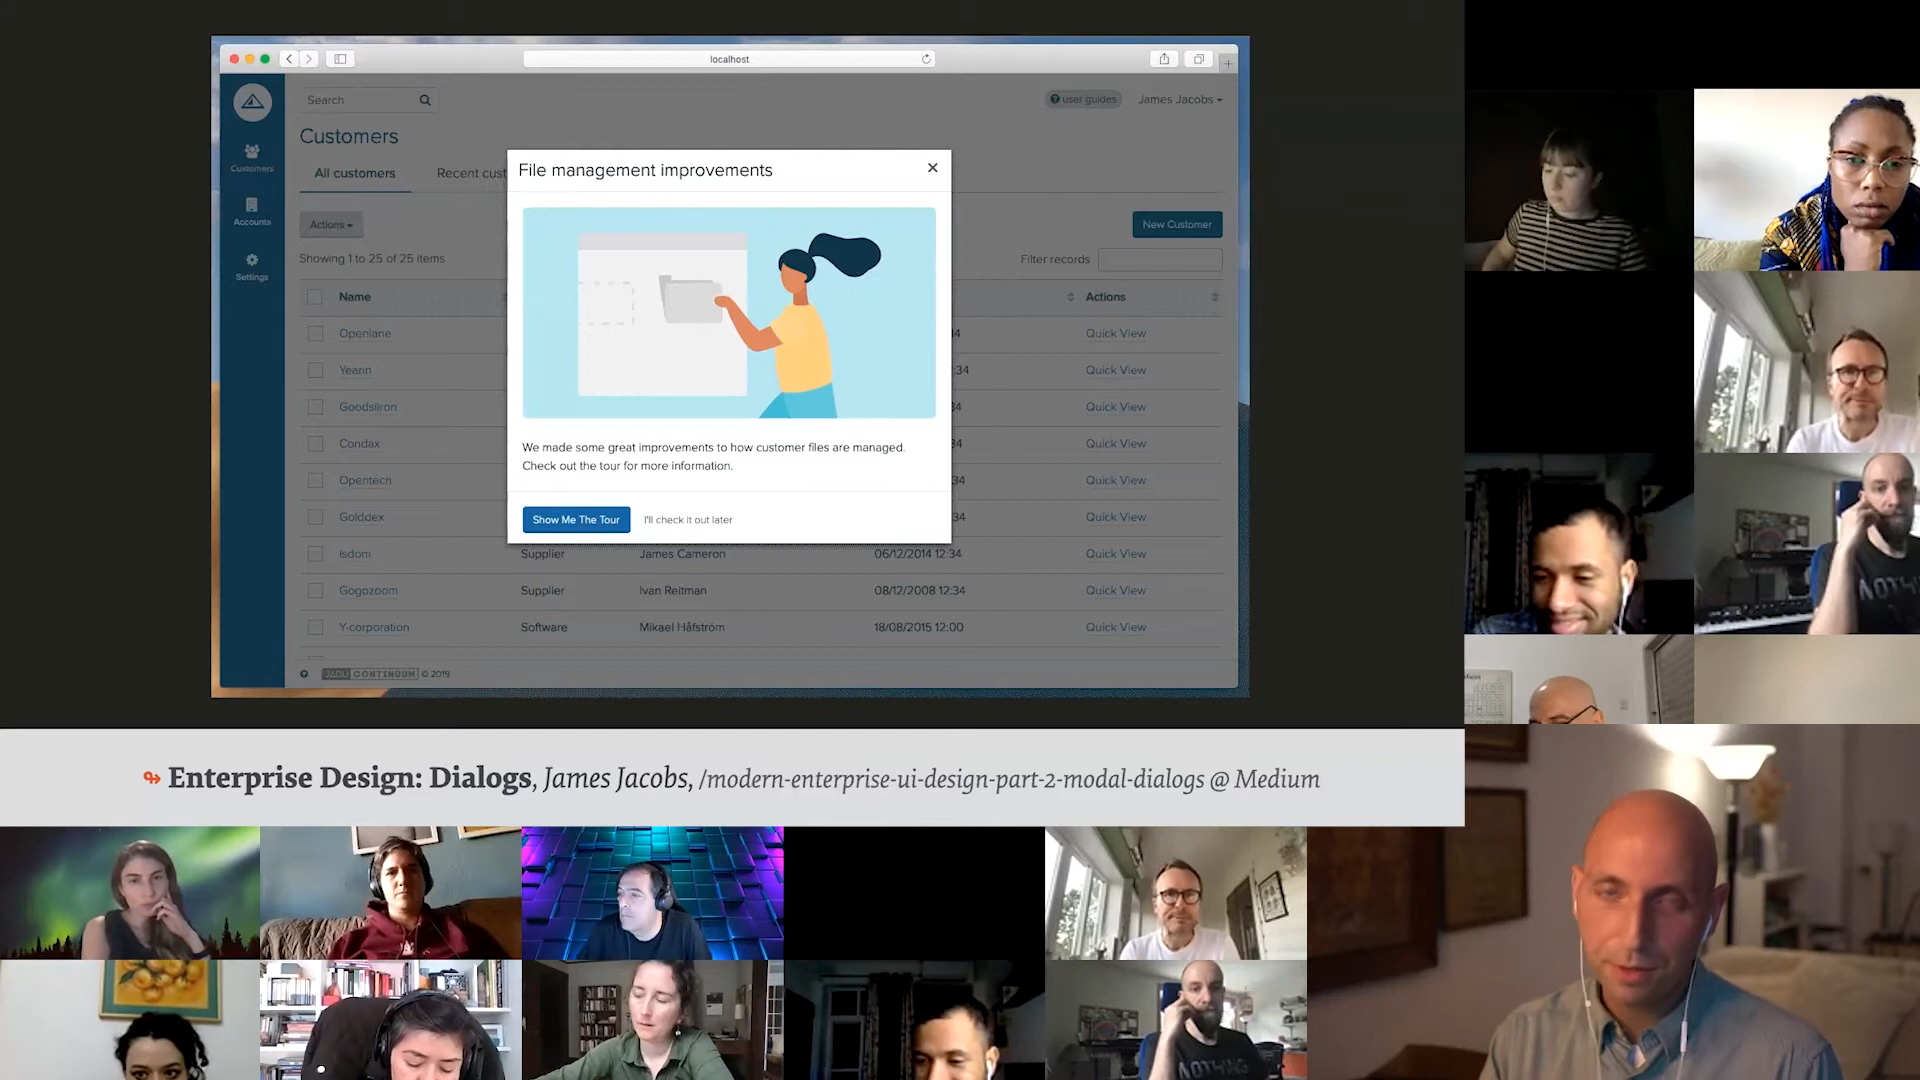 localhost
Search
user guides
James Jacobs
Customers
Customers
All customers
Recent cust
Accounts
Settings
Actions
New Customer
Showing 1 to 25 of 25 items
Filter records
Name
Actions
Openlane
Quick View
Yeann
Quick View
Goodsiiron
Quick View
Condax
Quick View
Opentech
Quick View
Golddex
Quick View
Isdom
Supplier
James Cameron
06/12/2014 12:34
Quick View
Gogozoom
Supplier
Ivan Reitman
08/12/2008 12:34
Quick View
Y-corporation
Software
Mikael Håfström
18/08/2015 12:00
Quick View
JADU CONTINUUM © 2019
File management improvements
We made some great improvements to how customer files are managed.
Check out the tour for more information.
Show Me The Tour
I'll check it out later
Enterprise Design: Dialogs, James Jacobs, /modern-enterprise-ui-design-part-2-modal-dialogs @ Medium
NOTHING